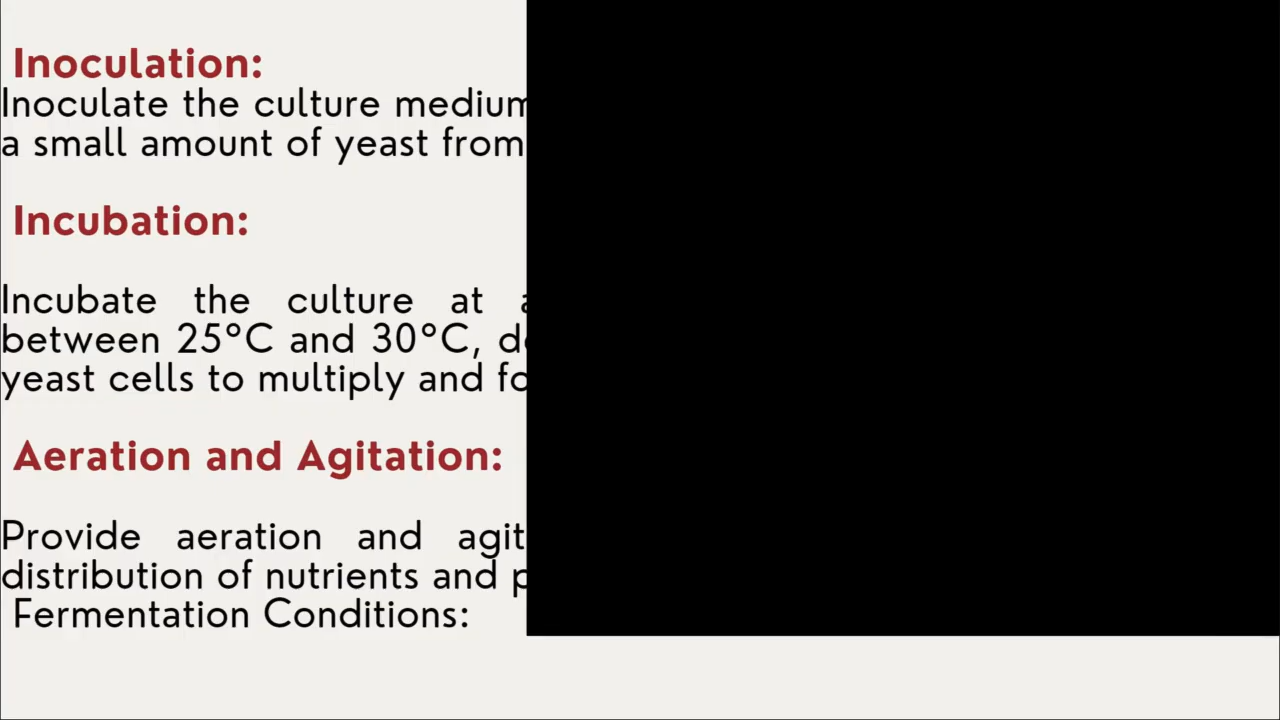 Inoculation:
Inoculate the culture medium
a small amount of yeast from
Incubation:
Incubate the culture at
between 25°C and 30°C,
yeast cells to multiply and
Aeration and Agitation:
Provide aeration and
distribution of nutrients and
Fermentation Conditions: